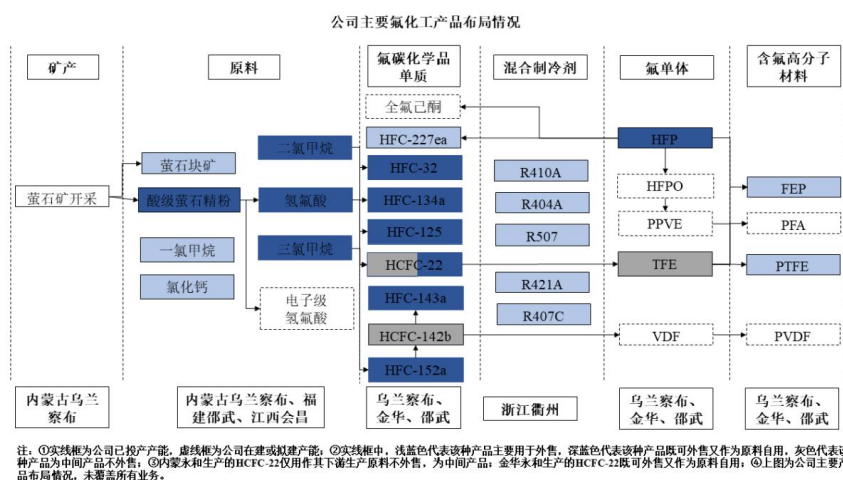 公司主要氟化工产品布局情况
矿产
原料
氟碳化学品
单质
混合制冷剂
氟单体
含氟高分子
材料
全氟己酮
二氯甲烷
HFC-227ea
HFP
萤石块矿
HFC-32
R410A
HFPO
FEP
萤石矿开采
酸级萤石精粉
氢氟酸
HFC-134a
R404A
PPVE
PFA
一氯甲烷
三氯甲烷
HFC-125
R507
HCFC-22
TFE
PTFE
氯化钙
电子级
氢氟酸
HFC-143a
R421A
R407C
HCFC-142b
VDF
PVDF
HFC-152a
内蒙古乌兰
察布
内蒙古乌兰察布、福
建邵武、江西会昌
乌兰察布、
金华、邵武
浙江衢州
乌兰察布、
金华、邵武
乌兰察布、
金华、邵武
注：①实线框为公司已投产产能，虚线框为公司在建或拟建产能；②实线框中，浅蓝色代表该种产品主要用于外售，深蓝色代表该种产品既可外售又作为原料自用，灰色代表该
种产品为中间产品不外售；③内蒙永和生产的HCFC-22仅用作其下游生产原料不外售，为中间产品；金华永和生产的HCFC-22既可外售又作为原料自用；④上图为公司主要产
品布局情况，未覆盖所有业务。